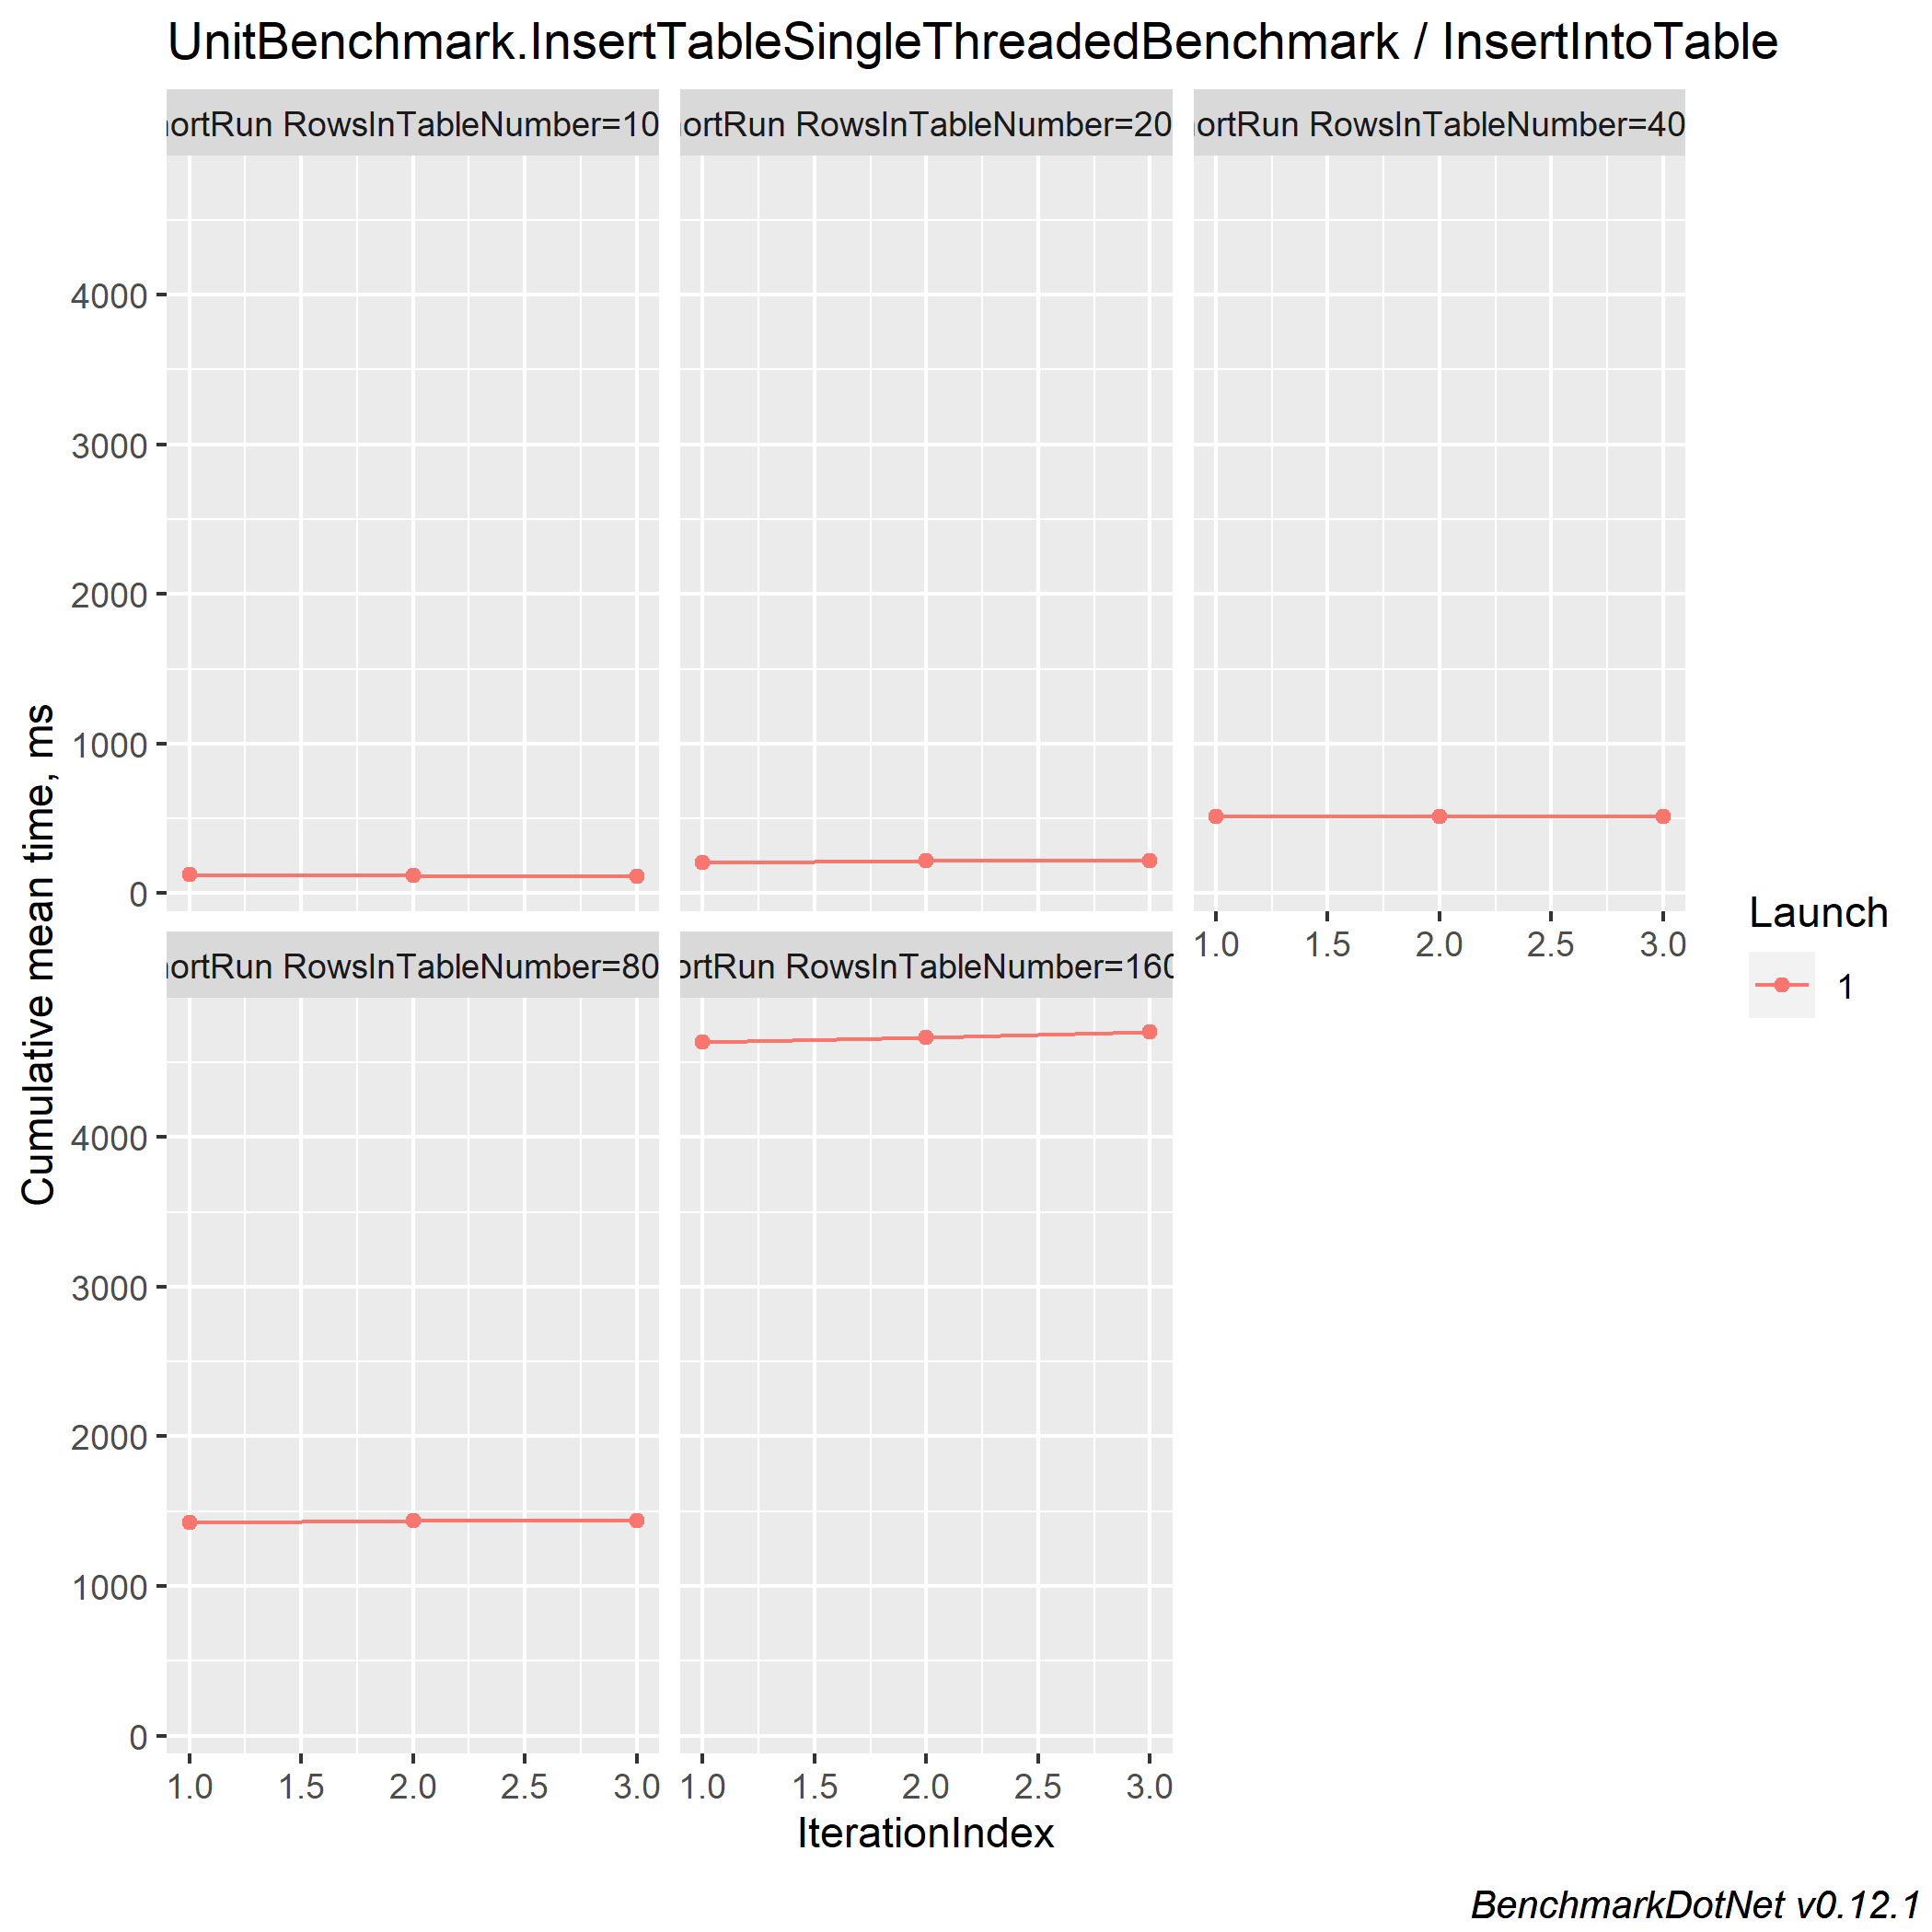 UnitBenchmark.InsertTableSingleThreadedBenchmark / InsertIntoTable
ortRun RowsInTableNumber=10
ortRun RowsInTableNumber=20
ortRun RowsInTableNumber=40
4000
3000
2000
1000
0
1.0 1.5 2.0 2.5 3.0
ortRun RowsInTableNumber=80
ortRun RowsInTableNumber=160
4000
3000
2000
1000
0
1.0 1.5 2.0 2.5 3.0
1.0 1.5 2.0 2.5 3.0
Cumulative mean time, ms
IterationIndex
Launch
1
BenchmarkDotNet v0.12.1